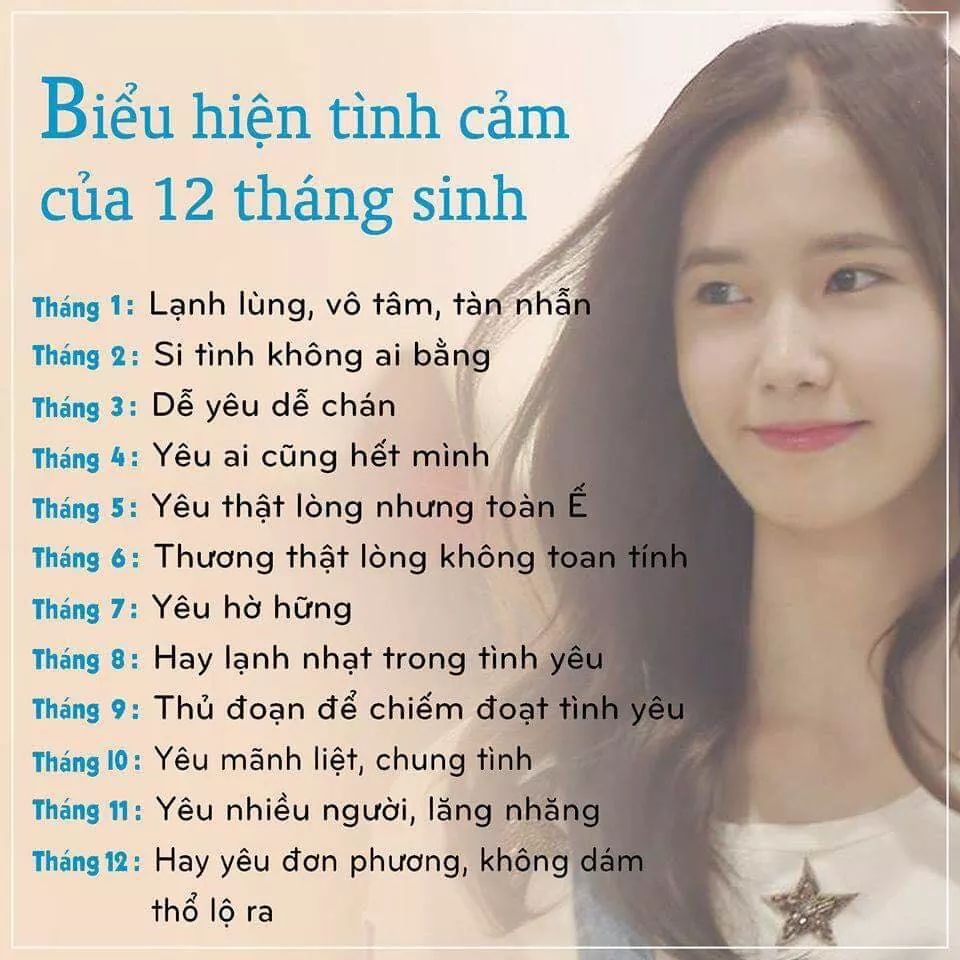 Biểu hiện tình cảm
của 12 tháng sinh
Tháng 1: Lạnh lùng, vô tâm, tàn nhẫn
Tháng 2: Si tình không ai bằng
Tháng 3: Dễ yêu dễ chán
Tháng 4: Yêu ai cũng hết mình
Tháng 5: Yêu thật lòng nhưng toàn Ế
Tháng 6: Thương thật lòng không toan tính
Tháng 7: Yêu hờ hững
Tháng 8: Hay lạnh nhạt trong tình yêu
Tháng 9: Thủ đoạn để chiếm đoạt tình yêu
Tháng 10: Yêu mãnh liệt, chung tình
Tháng 11: Yêu nhiều người, lăng nhăng
Tháng 12: Hay yêu đơn phương, không dám
thổ lộ ra